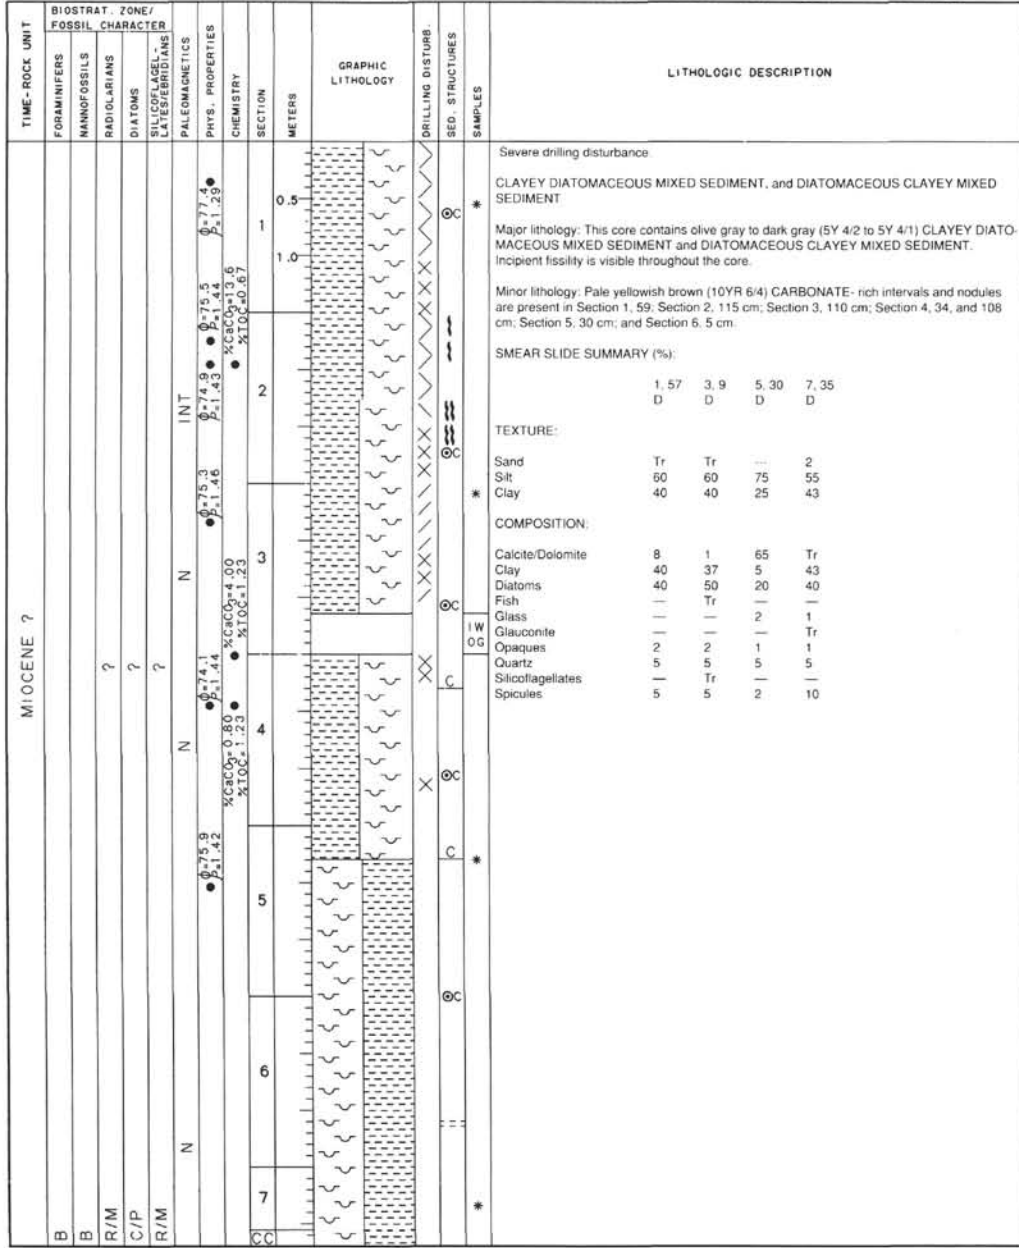 TIME-ROCK UNIT
BIOSTRAT. ZONE/
FOSSIL CHARACTER
FORAMINIFERS
NANNOFOSSILS
RADIOLARIANS
DIATOMS
SILICOFLAGEL-
LATES/EBRIDIANS
PALEOMAGNETICS
PHYS. PROPERTIES
CHEMISTRY
SECTION
METERS
GRAPHIC
LITHOLOGY
DRILLING DISTURB.
SED. STRUCTURES
SAMPLES
LITHOLOGIC DESCRIPTION
MIOCENE ?
B
B
R/M
?
C/P
?
R/M
?
INT
N
N
N
Φ=77.4
ρ=1.29
Φ=75.5
ρ=1.44
Φ=74.9
ρ=1.43
Φ=75.3
ρ=1.46
Φ=74.1
ρ=1.44
Φ=75.9
ρ=1.42
%CaCO3=13.6
%TOC=0.67
%CaCO3=4.00
%TOC=1.23
%CaCO3=0.80
%TOC=1.23
1
2
3
4
5
6
7
CC
0.5
1.0
C
C
C
C
C
C
C
*
*
IW
OG
*
*
Severe drilling disturbance.
CLAYEY DIATOMACEOUS MIXED SEDIMENT, and DIATOMACEOUS CLAYEY MIXED
SEDIMENT
Major lithology: This core contains olive gray to dark gray (5Y 4/2 to 5Y 4/1) CLAYEY DIATO-
MACEOUS MIXED SEDIMENT and DIATOMACEOUS CLAYEY MIXED SEDIMENT.
Incipient fissility is visible throughout the core.
Minor lithology: Pale yellowish brown (10YR 6/4) CARBONATE- rich intervals and nodules
are present in Section 1, 59; Section 2, 115 cm; Section 3, 110 cm; Section 4, 34, and 108
cm; Section 5, 30 cm; and Section 6, 5 cm.
SMEAR SLIDE SUMMARY (%):
1, 57 3, 9 5, 30 7, 35
D D D D
TEXTURE:
Sand Tr Tr --- 2
Silt 60 60 75 55
Clay 40 40 25 43
COMPOSITION:
Calcite/Dolomite 8 1 65 Tr
Clay 40 37 5 43
Diatoms 40 50 20 40
Fish — Tr — —
Glass — — 2 1
Glauconite — — — Tr
Opaques 2 2 1 1
Quartz 5 5 5 5
Silicoflagellates — Tr — —
Spicules 5 5 2 10